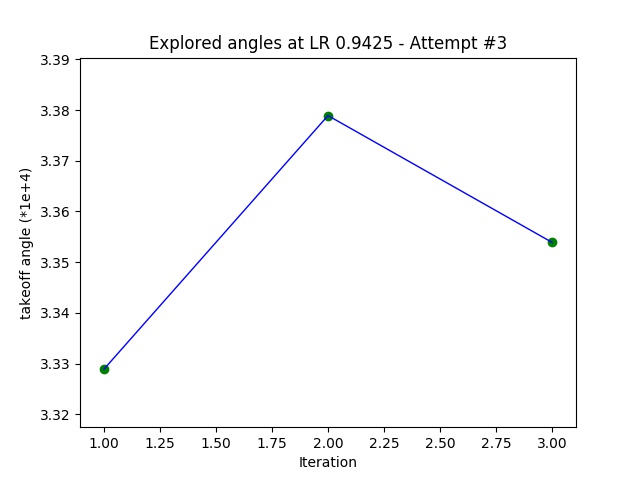 Explored angles at LR 0.9425 - Attempt #3
takeoff angle (*1e+4)
3.39
3.38
3.37
3.36
3.35
3.34
3.33
3.32
1.00 1.25 1.50 1.75 2.00 2.25 2.50 2.75 3.00
Iteration